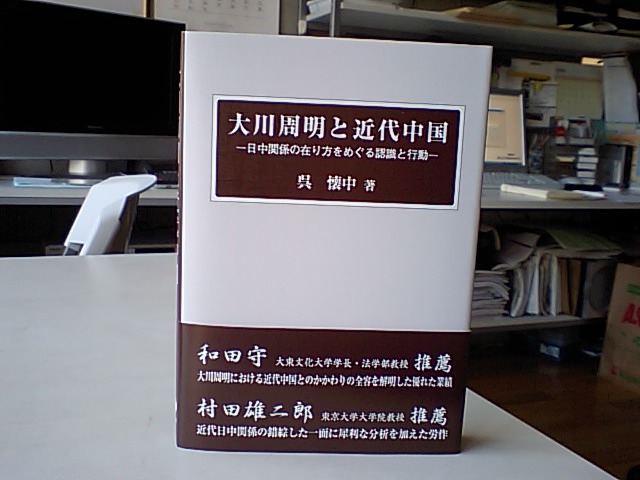 大川周明と近代中国
―日中関係の在り方をめぐる認識と行動―
呉 懐中 著
和田守 大東文化大学学長・法学部教授 推薦
大川周明における近代中国とのかかわりの全容を解明した優れた業績
村田雄二郎 東京大学大学院教授 推薦
近代日中関係の錯綜した一面に犀利な分析を加えた労作